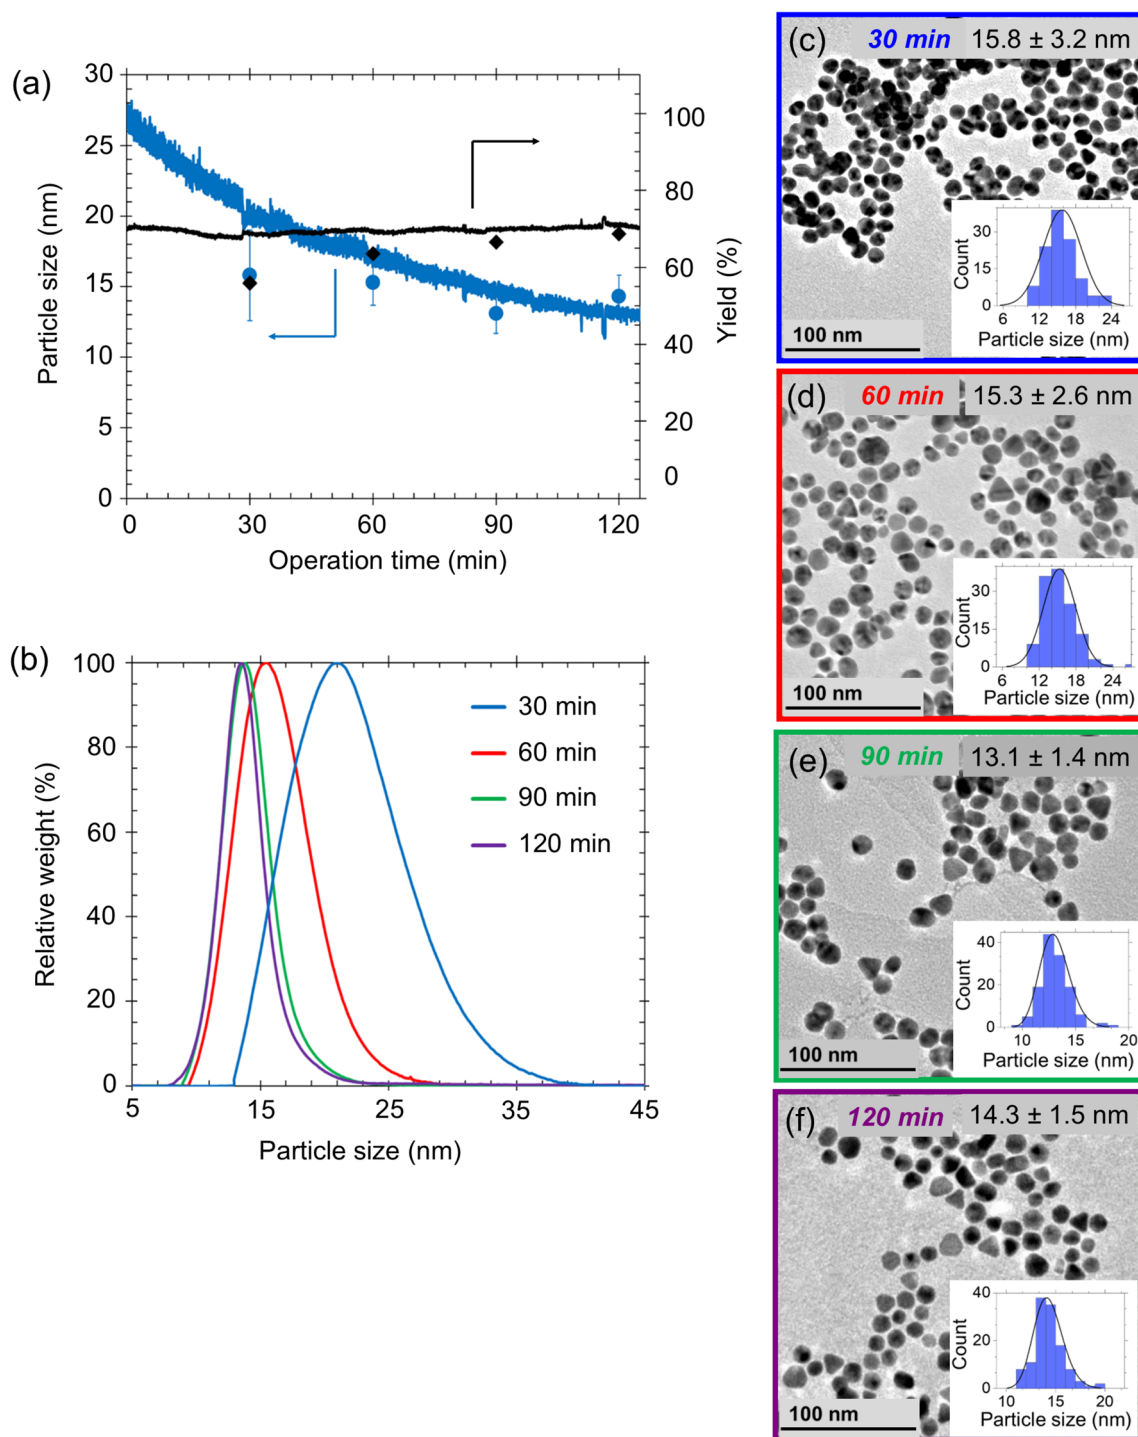 (a)
30
25
20
15
10
5
0
Particle size (nm)
100
80
60
40
20
0
Yield (%)
0 30 60 90 120
Operation time (min)
(b)
100
80
60
40
20
0
Relative weight (%)
30 min
60 min
90 min
120 min
5 15 25 35 45
Particle size (nm)
(c) 30 min 15.8 ± 3.2 nm
100 nm
Count
30
15
0
6 12 18 24
Particle size (nm)
(d) 60 min 15.3 ± 2.6 nm
100 nm
Count
30
15
0
6 12 18 24
Particle size (nm)
(e) 90 min 13.1 ± 1.4 nm
100 nm
Count
40
20
0
10 15 20
Particle size (nm)
(f) 120 min 14.3 ± 1.5 nm
100 nm
Count
40
20
0
10 15 20
Particle size (nm)